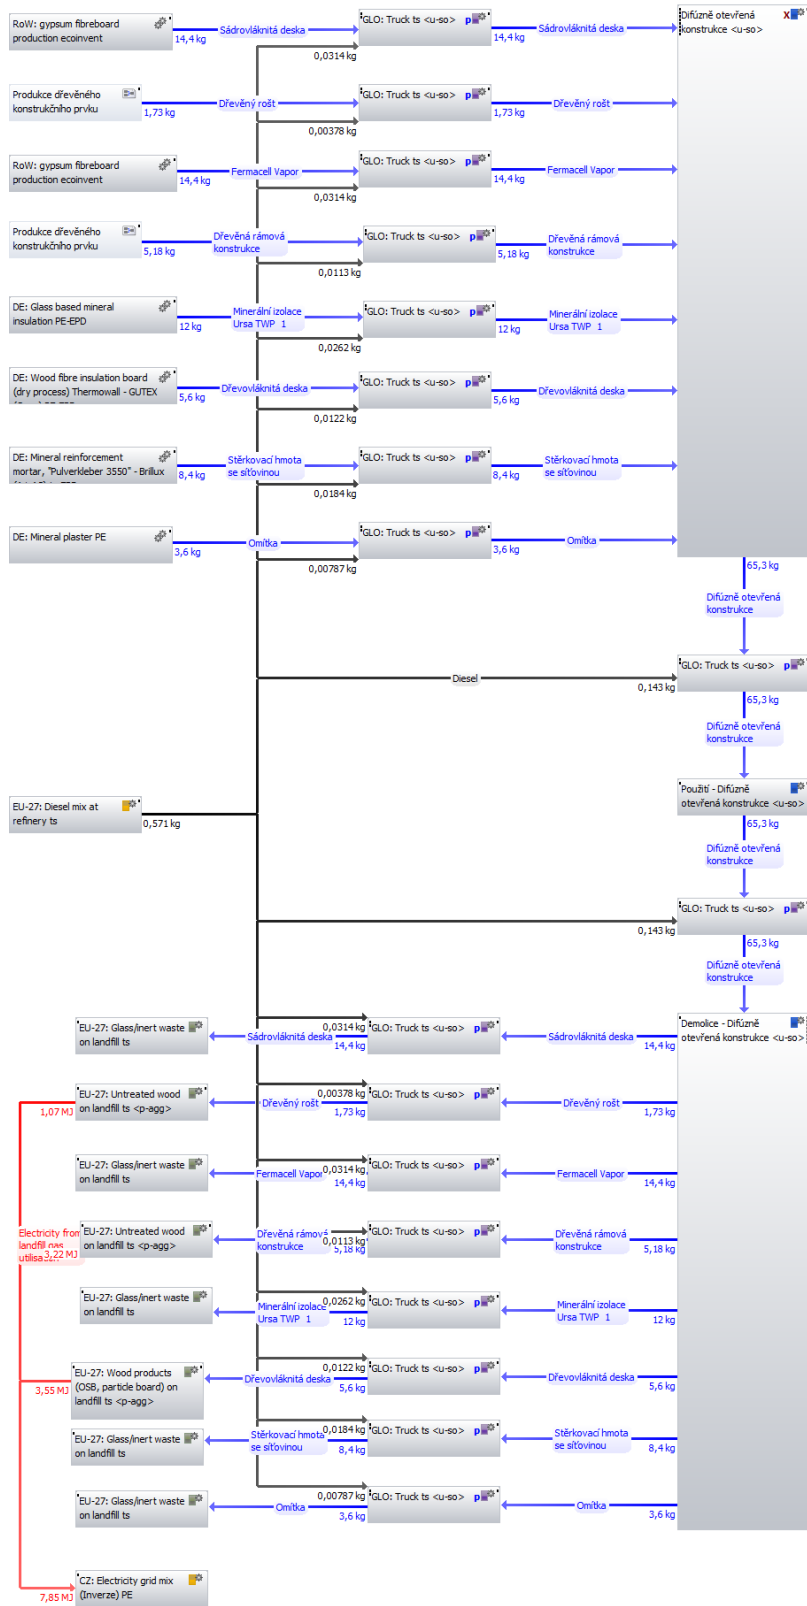 RoW: gypsum fibreboard
production ecoinvent
14,4 kg
Sádrovláknitá deska
0,0314 kg
GLO: Truck ts <u-so>
p
14,4 kg
Sádrovláknitá deska
Difúzně otevřená
konstrukce <u-so>
X
Produkce dřevěného
konstrukčního prvku
1,73 kg
Dřevěný rošt
0,00378 kg
GLO: Truck ts <u-so>
p
1,73 kg
Dřevěný rošt
RoW: gypsum fibreboard
production ecoinvent
14,4 kg
Fermacell Vapor
0,0314 kg
GLO: Truck ts <u-so>
p
14,4 kg
Fermacell Vapor
Produkce dřevěného
konstrukčního prvku
5,18 kg
Dřevěná rámová
konstrukce
0,0113 kg
GLO: Truck ts <u-so>
p
5,18 kg
Dřevěná rámová
konstrukce
DE: Glass based mineral
insulation PE-EPD
12 kg
Minerální izolace
Ursa TWP 1
0,0262 kg
GLO: Truck ts <u-so>
p
12 kg
Minerální izolace
Ursa TWP 1
DE: Wood fibre insulation board
(dry process) Thermowall - GUTEX
5,6 kg
Dřevovláknitá deska
0,0122 kg
GLO: Truck ts <u-so>
p
5,6 kg
Dřevovláknitá deska
DE: Mineral reinforcement
mortar, "Pulverkleber 3550" - Brillux
8,4 kg
Stěrkovací hmota
se síťovinou
0,0184 kg
GLO: Truck ts <u-so>
p
8,4 kg
Stěrkovací hmota
se síťovinou
DE: Mineral plaster PE
3,6 kg
Omítka
0,00787 kg
GLO: Truck ts <u-so>
p
3,6 kg
Omítka
65,3 kg
Difúzně otevřená
konstrukce
Diesel
0,143 kg
GLO: Truck ts <u-so>
p
65,3 kg
Difúzně otevřená
konstrukce
EU-27: Diesel mix at
refinery ts
0,571 kg
Použití - Difúzně
otevřená konstrukce <u-so>
65,3 kg
Difúzně otevřená
konstrukce
0,143 kg
GLO: Truck ts <u-so>
p
65,3 kg
Difúzně otevřená
konstrukce
EU-27: Glass/inert waste
on landfill ts
Sádrovláknitá deska
0,0314 kg
14,4 kg
GLO: Truck ts <u-so>
p
Sádrovláknitá deska
14,4 kg
Demolice - Difúzně
otevřená konstrukce <u-so>
1,07 MJ
EU-27: Untreated wood
on landfill ts <p-agg>
Dřevěný rošt
0,00378 kg
1,73 kg
GLO: Truck ts <u-so>
p
Dřevěný rošt
1,73 kg
EU-27: Glass/inert waste
on landfill ts
Fermacell Vapor
0,0314 kg
14,4 kg
GLO: Truck ts <u-so>
p
Fermacell Vapor
14,4 kg
Electricity from
landfill gas
3,22 MJ
EU-27: Untreated wood
on landfill ts <p-agg>
Dřevěná rámová
konstrukce
0,0113 kg
5,18 kg
GLO: Truck ts <u-so>
p
Dřevěná rámová
konstrukce
5,18 kg
EU-27: Glass/inert waste
on landfill ts
Minerální izolace
Ursa TWP 1
0,0262 kg
12 kg
GLO: Truck ts <u-so>
p
Minerální izolace
Ursa TWP 1
12 kg
3,55 MJ
EU-27: Wood products
(OSB, particle board) on
landfill ts <p-agg>
Dřevovláknitá deska
0,0122 kg
5,6 kg
GLO: Truck ts <u-so>
p
Dřevovláknitá deska
5,6 kg
EU-27: Glass/inert waste
on landfill ts
Stěrkovací hmota
se síťovinou
0,0184 kg
8,4 kg
GLO: Truck ts <u-so>
p
Stěrkovací hmota
se síťovinou
8,4 kg
EU-27: Glass/inert waste
on landfill ts
Omítka
0,00787 kg
3,6 kg
GLO: Truck ts <u-so>
p
Omítka
3,6 kg
7,85 MJ
CZ: Electricity grid mix
(Inverze) PE